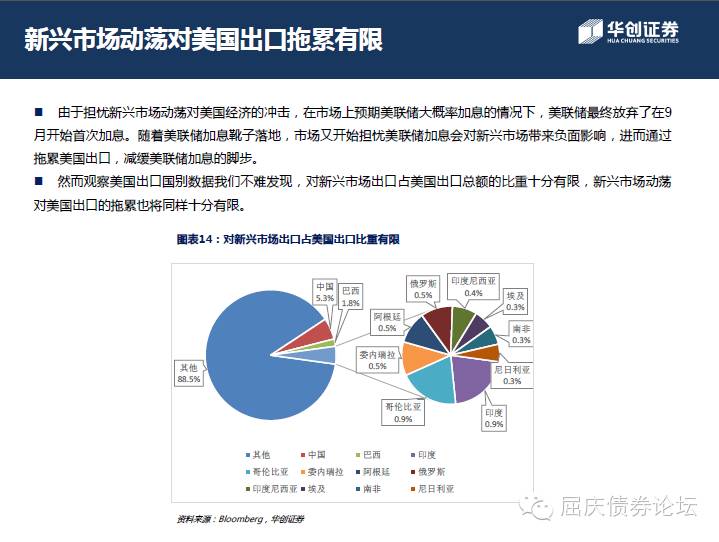 新兴市场动荡对美国出口拖累有限
华创证券
HUA CHUANG SECURITIES
■ 由于担忧新兴市场动荡对美国经济的冲击，在市场上预期美联储大概率加息的情况下，美联储最终放弃了在9
月开始首次加息。随着美联储加息靴子落地，市场又开始担忧美联储加息会对新兴市场带来负面影响，进而通过
拖累美国出口，减缓美联储加息的脚步。
■ 然而观察美国出口国别数据我们不难发现，对新兴市场出口占美国出口总额的比重十分有限，新兴市场动荡
对美国出口的拖累也将同样十分有限。
图表14：对新兴市场出口占美国出口比重有限
中国
5.3%
巴西
1.8%
其他
88.5%
俄罗斯
0.5%
印度尼西亚
0.4%
埃及
0.3%
阿根廷
0.5%
南非
0.3%
委内瑞拉
0.5%
尼日利亚
0.3%
哥伦比亚
0.9%
印度
0.9%
其他 中国 巴西 印度
哥伦比亚 委内瑞拉 阿根廷 俄罗斯
印度尼西亚 埃及 南非 尼日利亚
资料来源：Bloomberg，华创证券
屈庆债券论坛